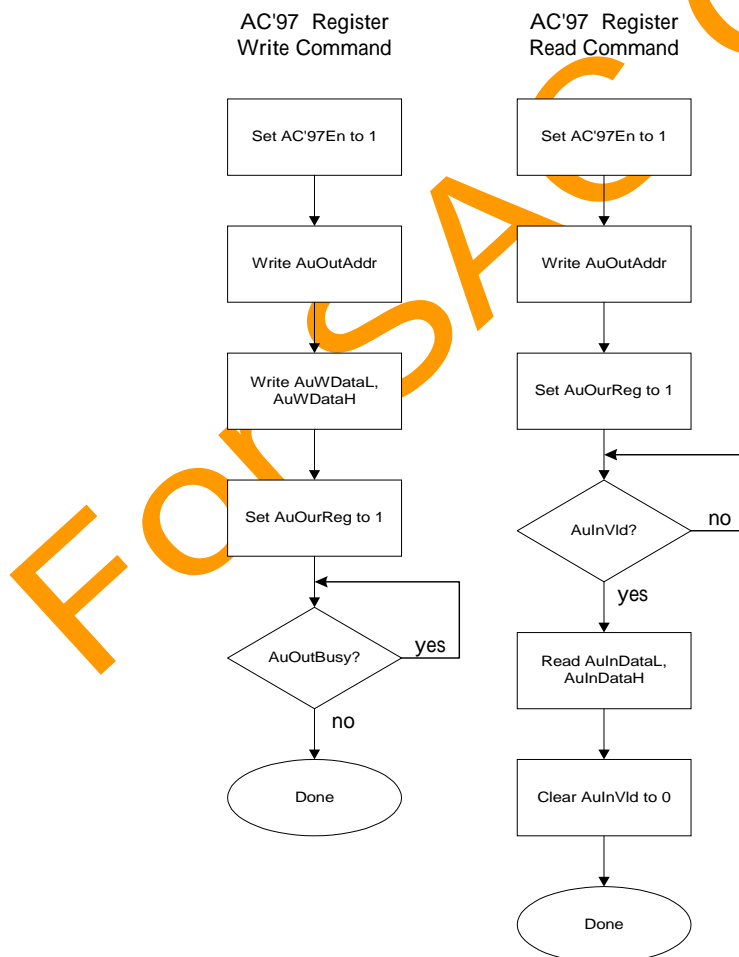 AC'97  Register
Write Command
Set AC'97En to 1
Write AuOutAddr
Write AuWDataL,
AuWDataH
Set AuOurReg to 1
AuOutBusy?
yes
no
Done
AC'97  Register
Read Command
Set AC'97En to 1
Write AuOutAddr
Set AuOurReg to 1
AuInVld?
no
yes
Read AuInDataL,
AuInDataH
Clear AuInVld to 0
Done
For SAC